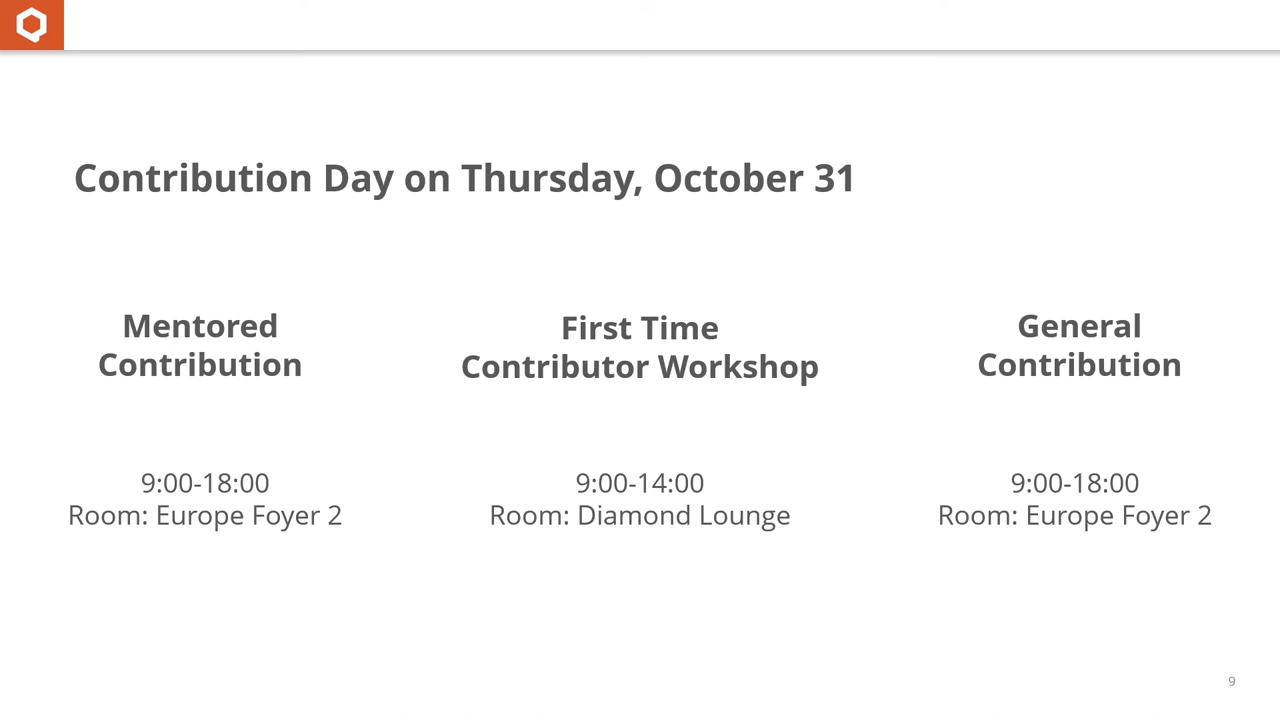 Contribution Day on Thursday, October 31
Mentored
Contribution
9:00-18:00
Room: Europe Foyer 2
First Time
Contributor Workshop
9:00-14:00
Room: Diamond Lounge
General
Contribution
9:00-18:00
Room: Europe Foyer 2
9